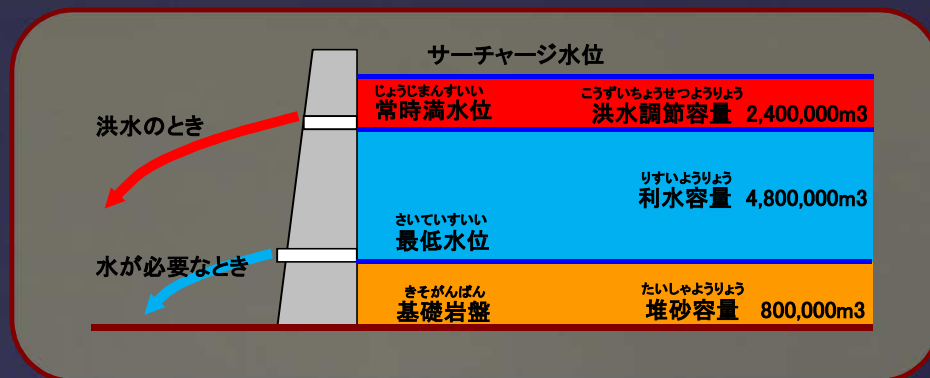 サーチャージ水位
じょうじまんすいい
常時満水位
こうずいちょうせつようりょう
洪水調節容量 2,400,000m3
洪水のとき
りすいようりょう
利水容量 4,800,000m3
さいていすいい
最低水位
水が必要なとき
きそがんばん
基礎岩盤
たいしゃようりょう
堆砂容量 800,000m3